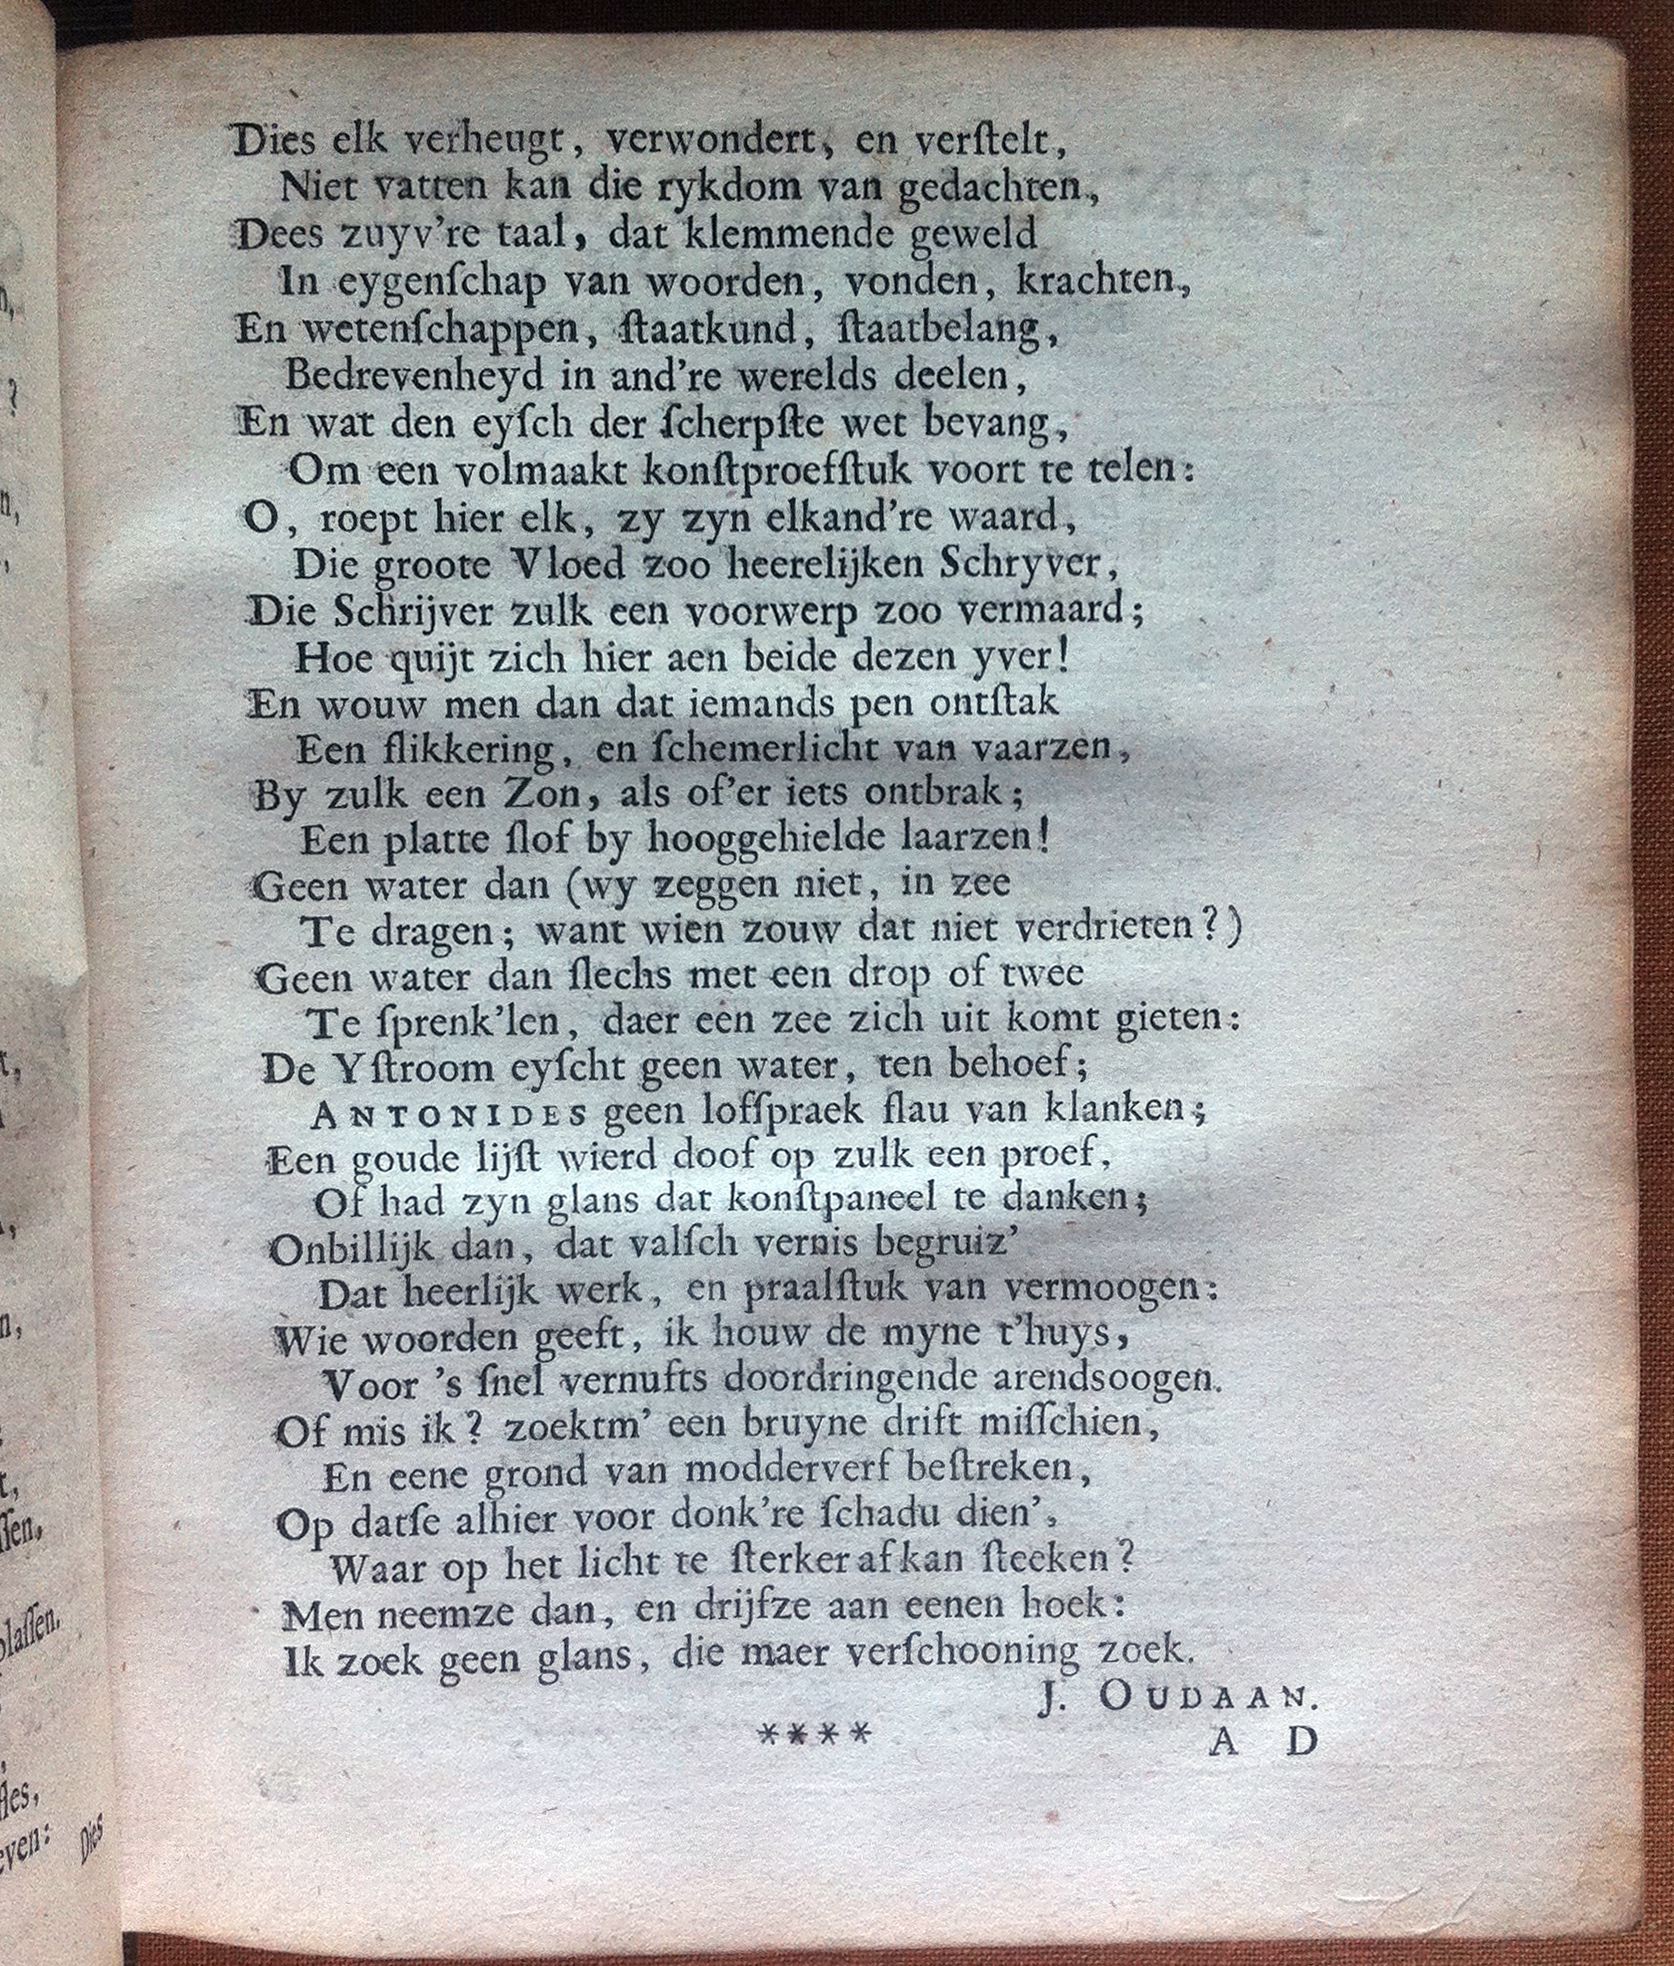 Dies elk verheugt, verwondert, en verſtelt,
Niet vatten kan die rykdom van gedachten,
Dees zuyv're taal, dat klemmende geweld
In eygenſchap van woorden, vonden, krachten,
En wetenſchappen, ſtaatkund, ſtaatbelang,
Bedrevenheyd in and're werelds deelen,
En wat den eyſch der ſcherpſte wet bevang,
Om een volmaakt konſtproefſtuk voort te telen:
O, roept hier elk, zy zyn elkand're waard,
Die groote Vloed zoo heerelijken Schryver,
Die Schrijver zulk een voorwerp zoo vermaard;
Hoe quijt zich hier aen beide dezen yver!
En wouw men dan dat iemands pen ontſtak
Een flikkering, en ſchemerlicht van vaarzen,
By zulk een Zon, als of'er iets ontbrak;
Een platte ſlof by hooggehielde laarzen!
Geen water dan (wy zeggen niet, in zee
Te dragen; want wien zouw dat niet verdrieten?)
Geen water dan ſlechs met een drop of twee
Te ſprenk'len, daer een zee zich uit komt gieten:
De Yſtroom eyſcht geen water, ten behoef;
ANTONIDES geen lofſpraek flau van klanken;
Een goude lijſt wierd doof op zulk een proef,
Of had zyn glans dat konſtpaneel te danken;
Onbillijk dan, dat valſch vernis begruiz'
Dat heerlijk werk, en praalſtuk van vermoogen:
Wie woorden geeft, ik houw de myne t'huys,
Voor 's ſnel vernufts doordringende arendsoogen.
Of mis ik? zoektm' een bruyne drift miſſchien,
En eene grond van modderverf beſtreken,
Op datſe alhier voor donk're ſchadu dien',
Waar op het licht te ſterker af kan ſteeken?
Men neemze dan, en drijfze aan eenen hoek:
Ik zoek geen glans, die maer verſchooning zoek.
J. OUDAAN.
**** A D
Dies